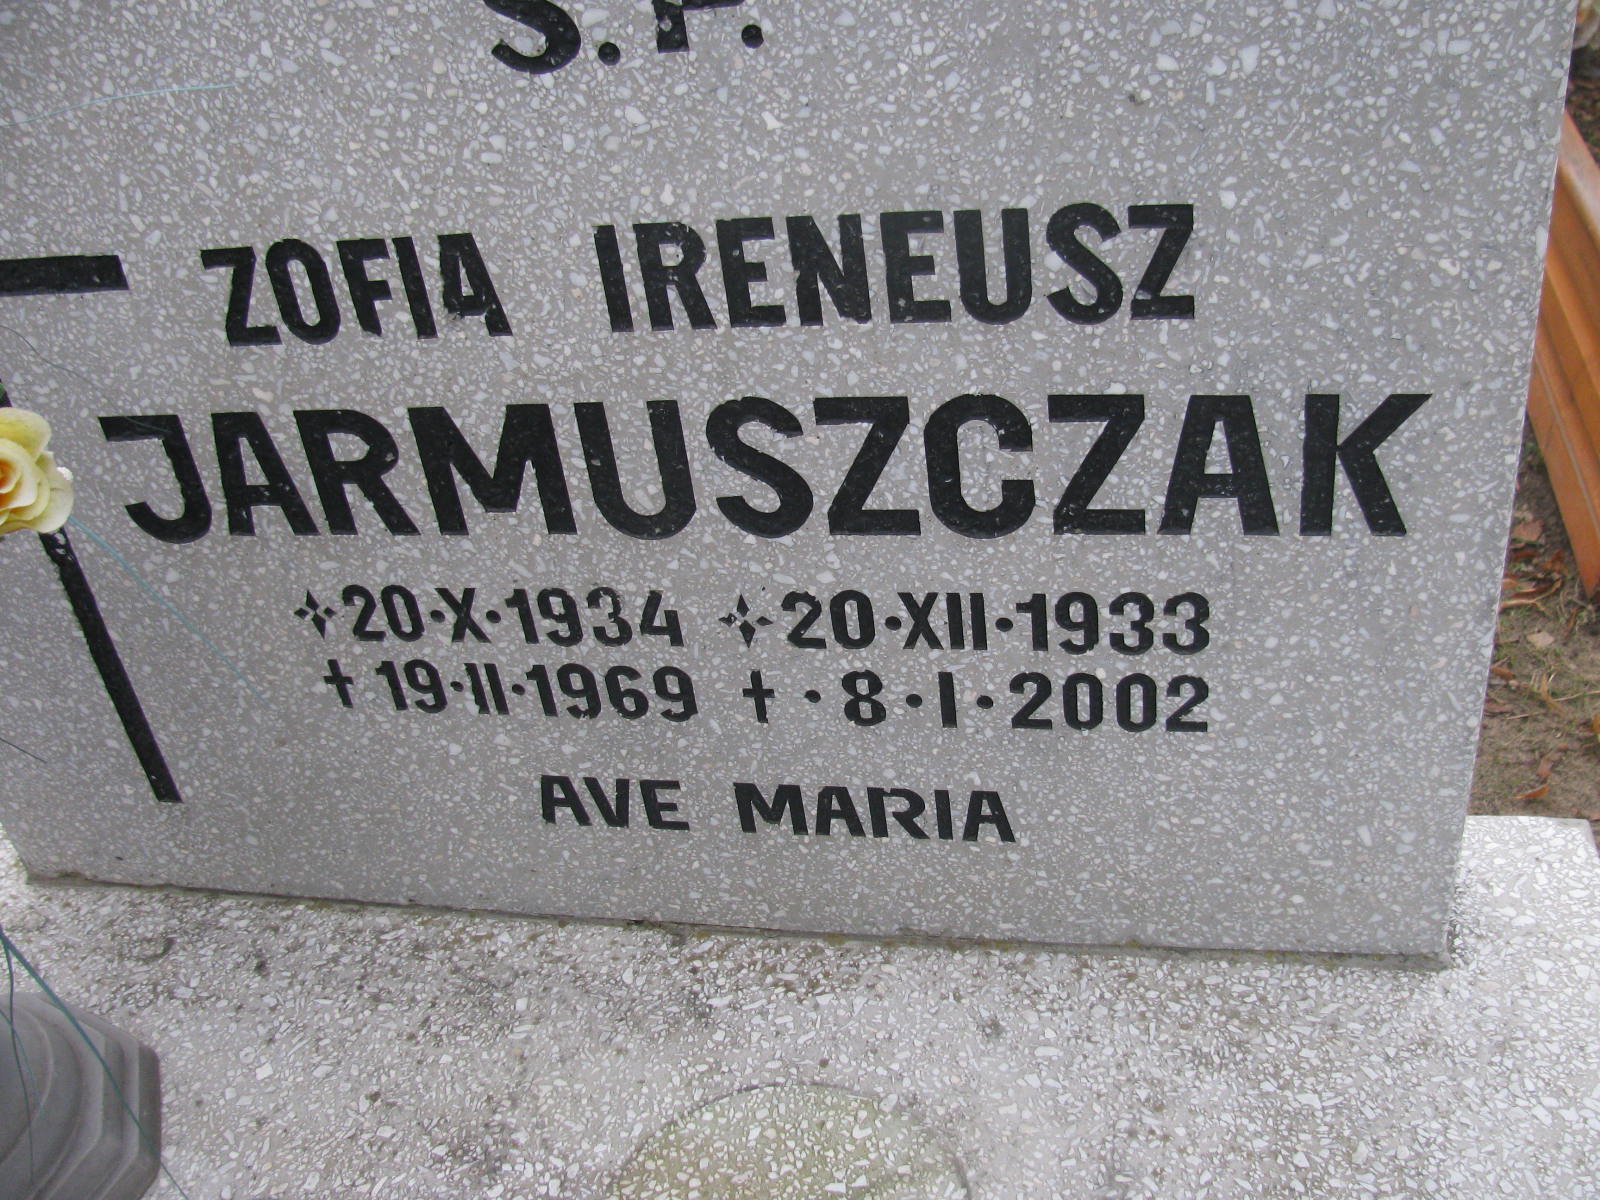 Ś.P.
ZOFIA IRENEUSZ
JARMUSZCZAK
20·X·1934 20·XII·1933
† 19·II·1969 † ·8·I·2002
AVE MARIA